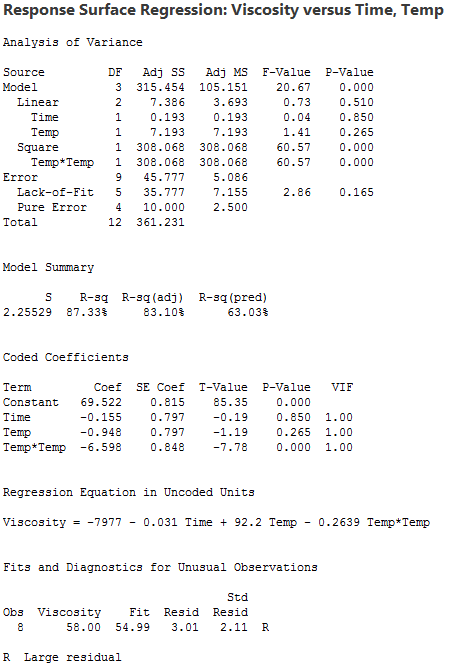 Response Surface Regression: Viscosity versus Time, Temp
Analysis of Variance
Source DF Adj SS Adj MS F-Value P-Value
Model 3 315.454 105.151 20.67 0.000
Linear 2 7.386 3.693 0.73 0.510
Time 1 0.193 0.193 0.04 0.850
Temp 1 7.193 7.193 1.41 0.265
Square 1 308.068 308.068 60.57 0.000
Temp*Temp 1 308.068 308.068 60.57 0.000
Error 9 45.777 5.086
Lack-of-Fit 5 35.777 7.155 2.86 0.165
Pure Error 4 10.000 2.500
Total 12 361.231
Model Summary
S R-sq R-sq(adj) R-sq(pred)
2.25529 87.33% 83.10% 63.03%
Coded Coefficients
Term Coef SE Coef T-Value P-Value VIF
Constant 69.522 0.815 85.35 0.000
Time -0.155 0.797 -0.19 0.850 1.00
Temp -0.948 0.797 -1.19 0.265 1.00
Temp*Temp -6.598 0.848 -7.78 0.000 1.00
Regression Equation in Uncoded Units
Viscosity = -7977 - 0.031 Time + 92.2 Temp - 0.2639 Temp*Temp
Fits and Diagnostics for Unusual Observations
Std
Obs Viscosity Fit Resid Resid
8 58.00 54.99 3.01 2.11 R
R Large residual